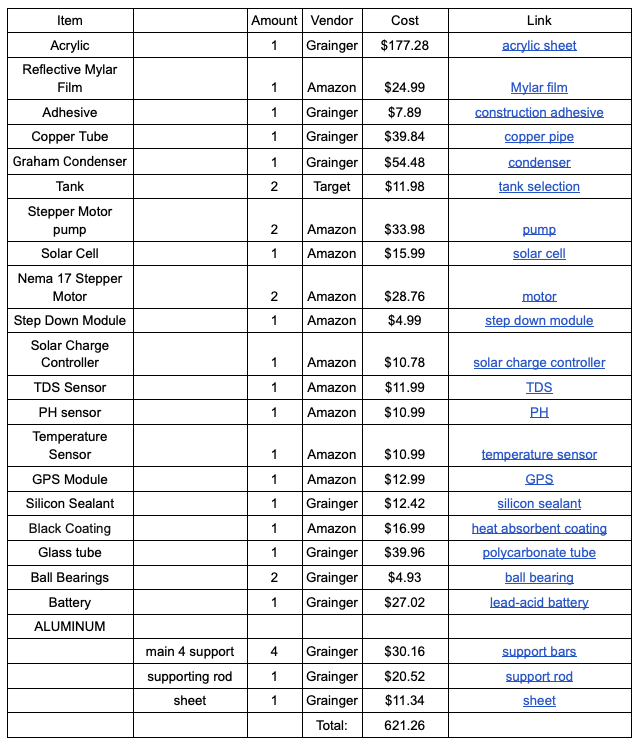 Item Amount Vendor Cost Link
Acrylic 1 Grainger $177.28 acrylic sheet
Reflective Mylar
Film 1 Amazon $24.99 Mylar film
Adhesive 1 Grainger $7.89 construction adhesive
Copper Tube 1 Grainger $39.84 copper pipe
Graham Condenser 1 Grainger $54.48 condenser
Tank 2 Target $11.98 tank selection
Stepper Motor
pump 2 Amazon $33.98 pump
Solar Cell 1 Amazon $15.99 solar cell
Nema 17 Stepper
Motor 2 Amazon $28.76 motor
Step Down Module 1 Amazon $4.99 step down module
Solar Charge
Controller 1 Amazon $10.78 solar charge controller
TDS Sensor 1 Amazon $11.99 TDS
PH sensor 1 Amazon $10.99 PH
Temperature
Sensor 1 Amazon $10.99 temperature sensor
GPS Module 1 Amazon $12.99 GPS
Silicon Sealant 1 Grainger $12.42 silicon sealant
Black Coating 1 Amazon $16.99 heat absorbent coating
Glass tube 1 Grainger $39.96 polycarbonate tube
Ball Bearings 2 Grainger $4.93 ball bearing
Battery 1 Grainger $27.02 lead-acid battery
ALUMINUM
main 4 support 4 Grainger $30.16 support bars
supporting rod 1 Grainger $20.52 support rod
sheet 1 Grainger $11.34 sheet
Total: 621.26